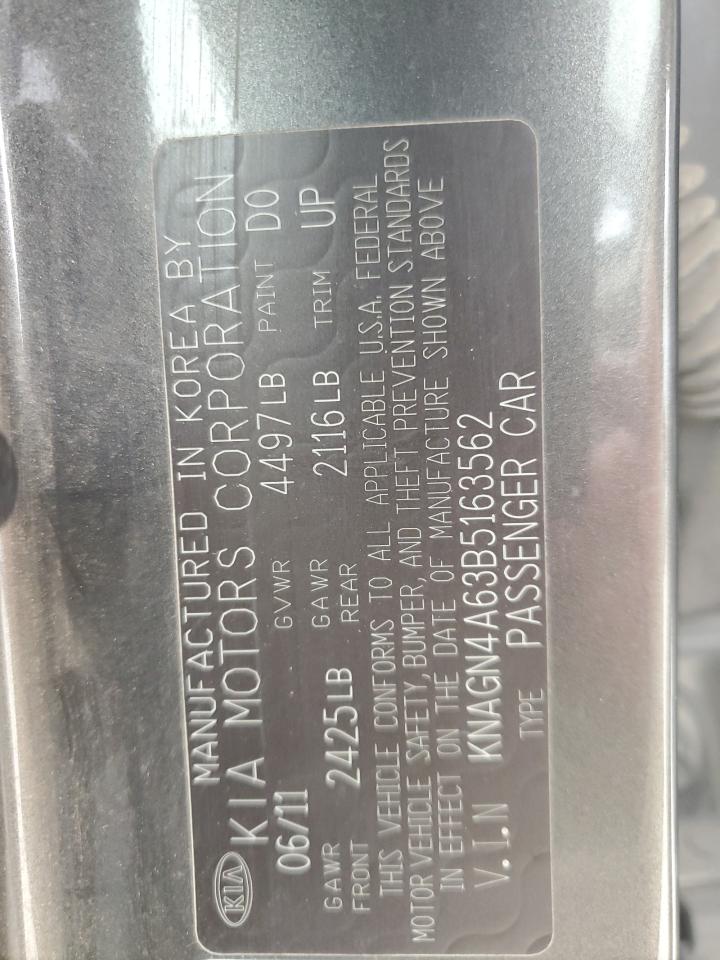 MANUFACTURED IN KOREA BY
KIA KIA MOTORS CORPORATION
06/11 GVWR 4497LB PAINT D0
GAWR FRONT 2425LB GAWR REAR 2116LB TRIM UP
THIS VEHICLE CONFORMS TO ALL APPLICABLE U.S.A. FEDERAL
MOTOR VEHICLE SAFETY, BUMPER, AND THEFT PREVENTION STANDARDS
IN EFFECT ON THE DATE OF MANUFACTURE SHOWN ABOVE
V.I.N KNAGN4A63B5163562
TYPE PASSENGER CAR